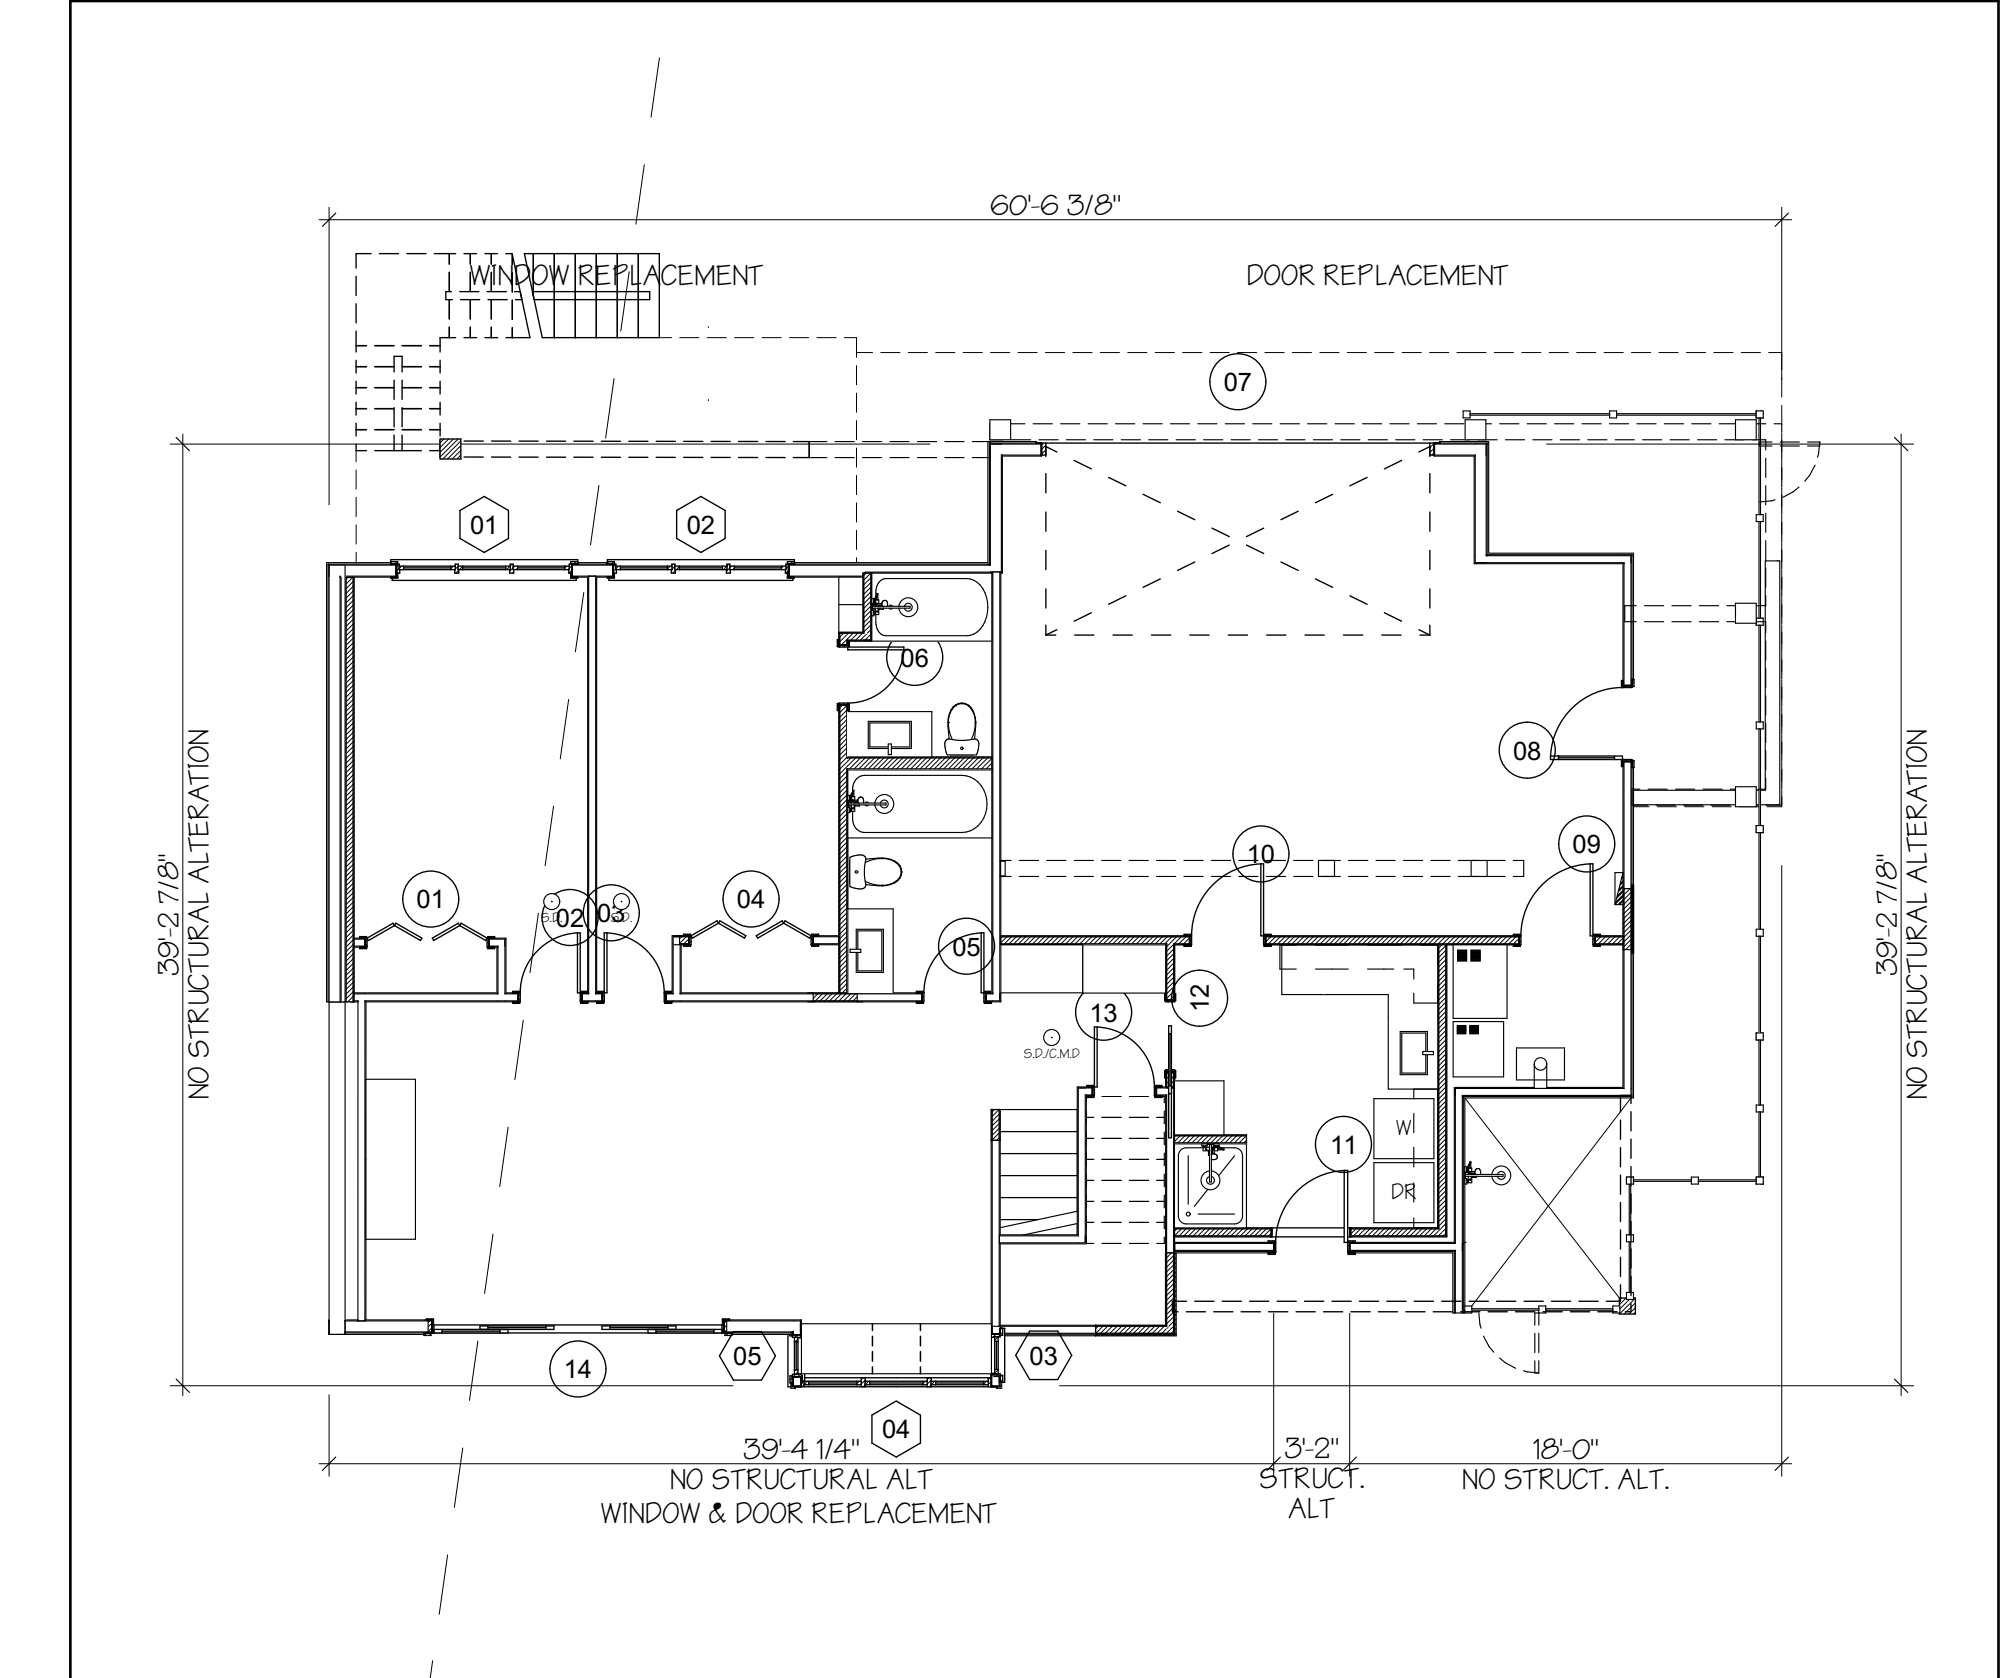 60'-6 3/8"
WINDOW REPLACEMENT
DOOR REPLACEMENT
07
01
02
06
08
39'-2 7/8"
NO STRUCTURAL ALTERATION
39'-2 7/8"
NO STRUCTURAL ALTERATION
09
10
01
02
03
04
S.D.
S.D.
05
12
13
S.D./C.M.D
W
11
DR
14
05
03
04
39'-4 1/4"
NO STRUCTURAL ALT
WINDOW & DOOR REPLACEMENT
3'-2"
STRUCT.
ALT
18'-0"
NO STRUCT. ALT.